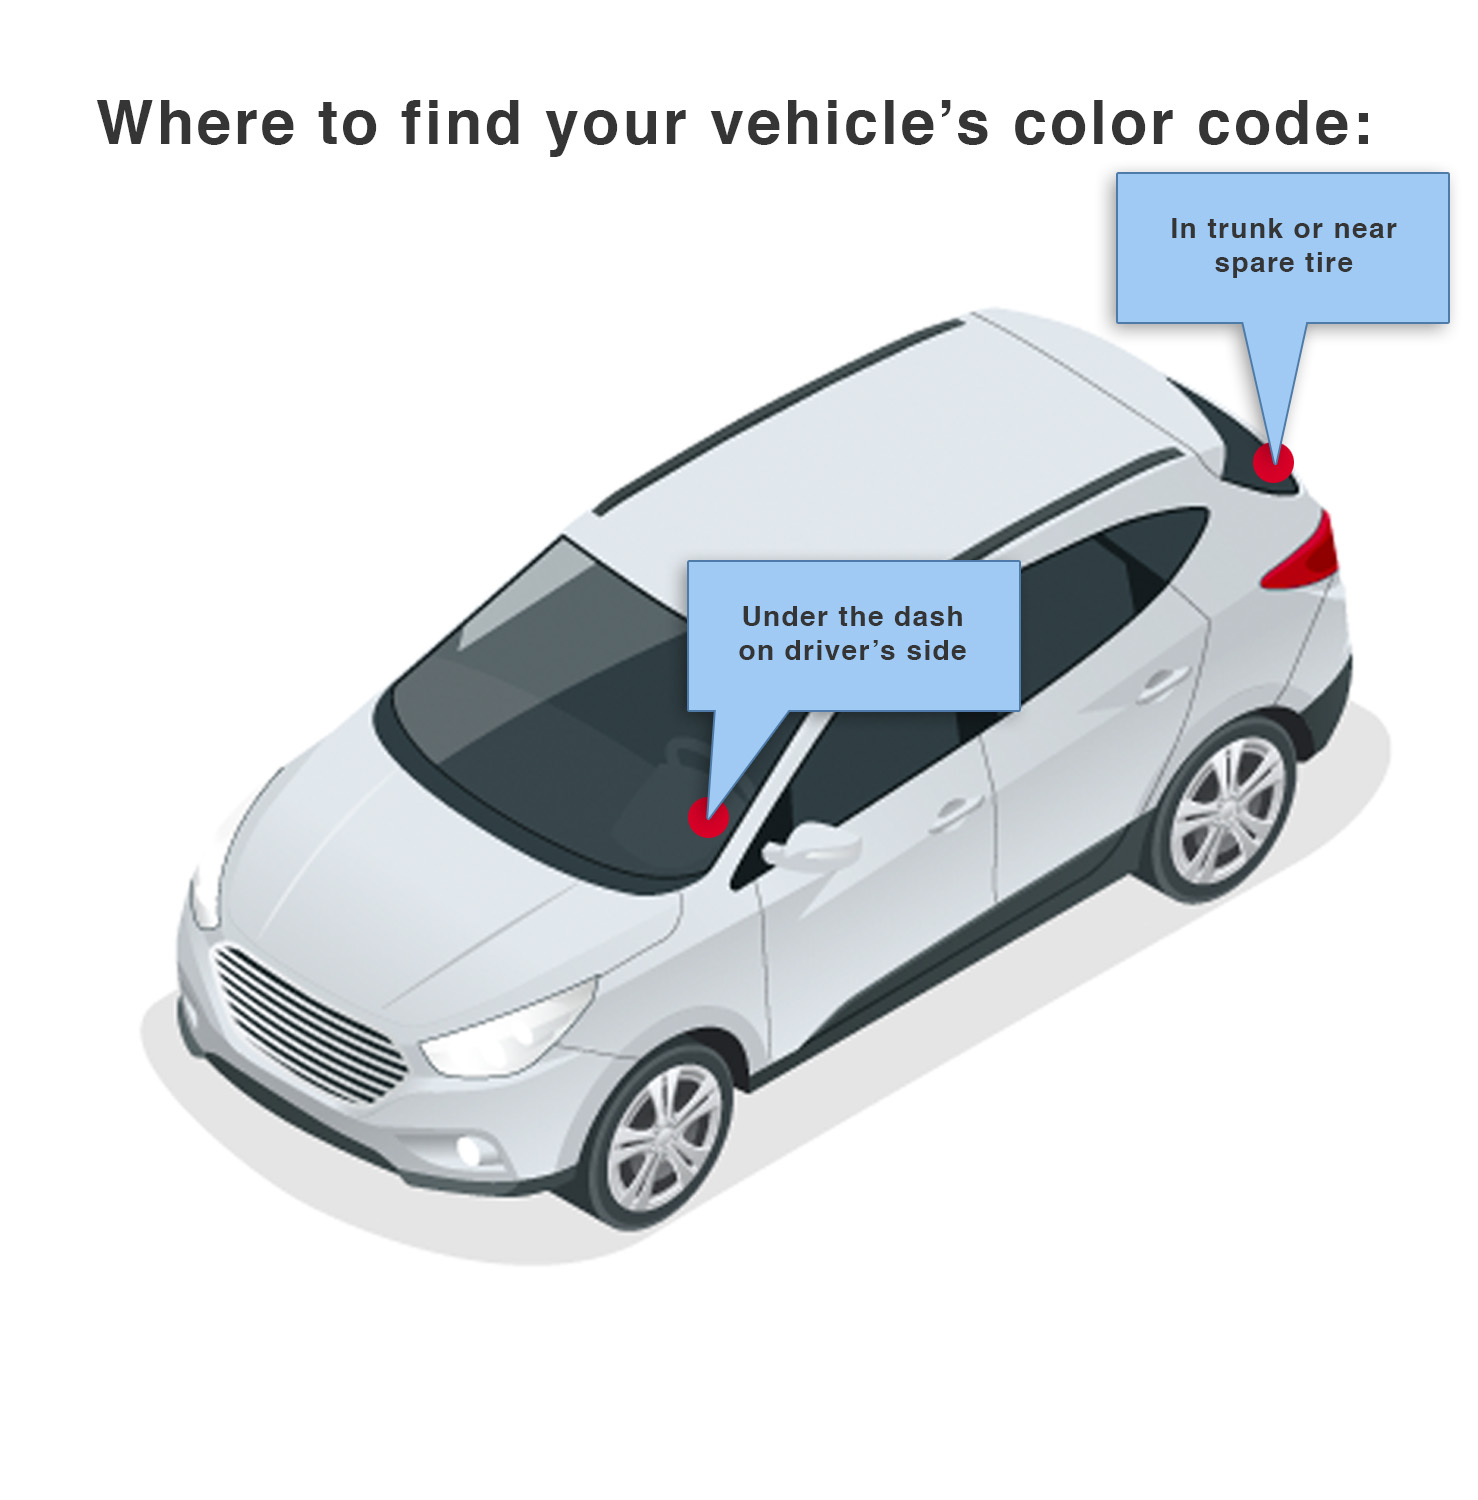 Where to find your vehicle’s color code:
In trunk or near
spare tire
Under the dash
on driver’s side